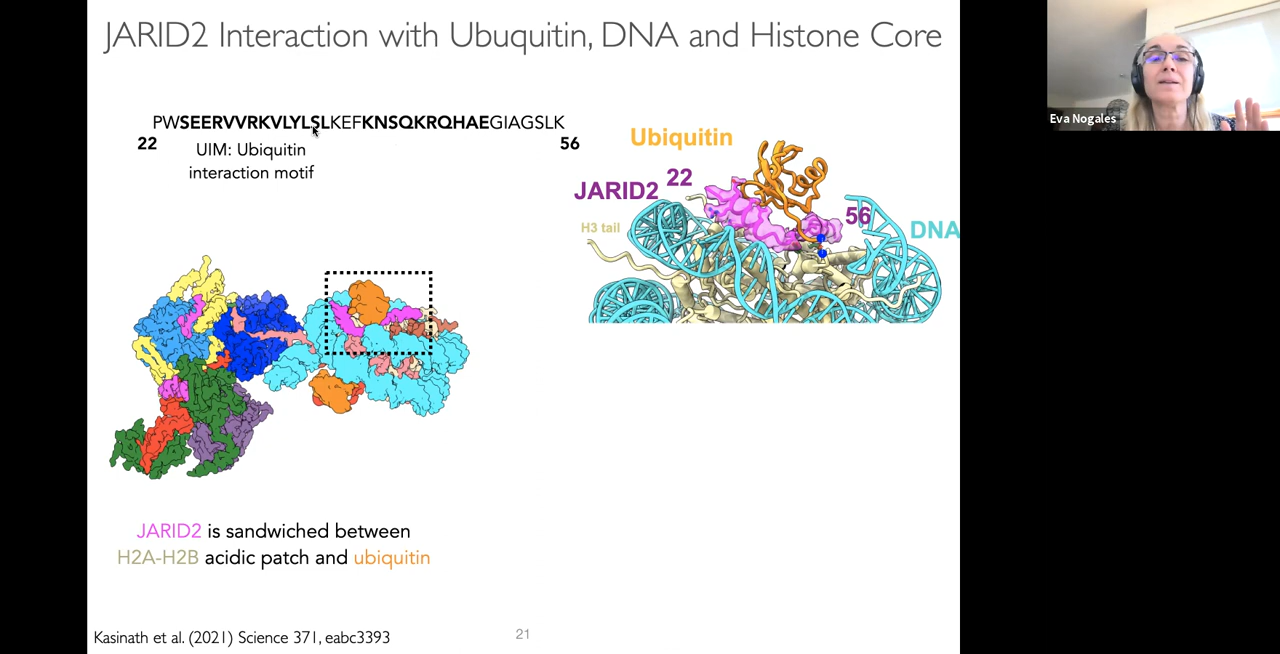 JARID2 Interaction with Ubuquitin, DNA and Histone Core
PWSEERVVRKVLYLSLKEFKNSQKRQHAEGIAGSLK
22
56
UIM: Ubiquitin
interaction motif
Ubiquitin
JARID2 22
56
H3 tail
DNA
JARID2 is sandwiched between
H2A-H2B acidic patch and ubiquitin
Kasinath et al. (2021) Science 371, eabc3393
21
Eva Nogales